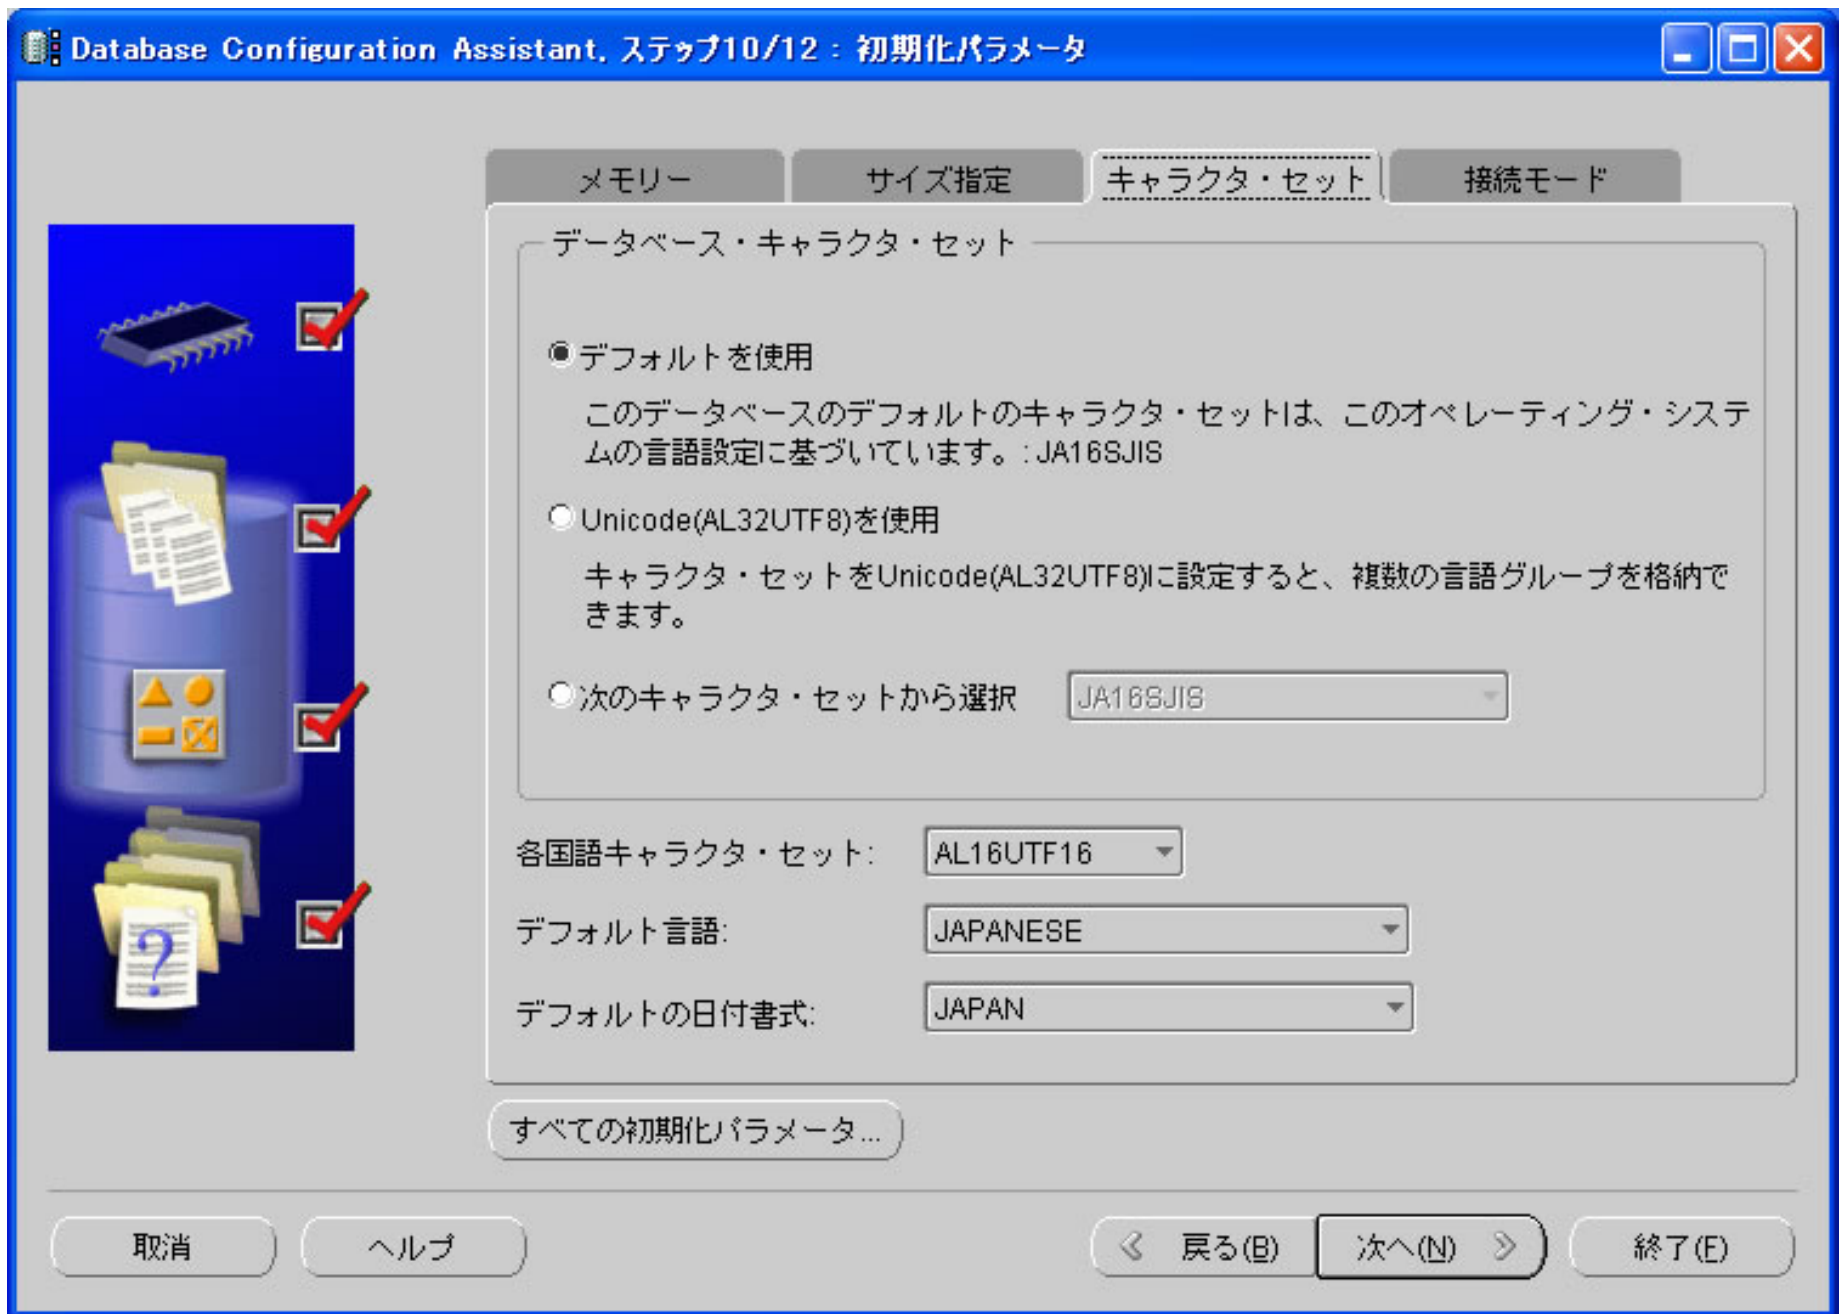 Database Configuration Assistant, ステップ10/12 : 初期化パラメータ
メモリー サイズ指定 キャラクタ・セット 接続モード
データベース・キャラクタ・セット
デフォルトを使用
このデータベースのデフォルトのキャラクタ・セットは、このオペレーティング・システ
ムの言語設定に基づいています。: JA16SJIS
Unicode(AL32UTF8)を使用
キャラクタ・セットをUnicode(AL32UTF8)に設定すると、複数の言語グループを格納で
きます。
次のキャラクタ・セットから選択 JA16SJIS
各国語キャラクタ・セット: AL16UTF16
デフォルト言語: JAPANESE
デフォルトの日付書式: JAPAN
?
すべての初期化パラメータ...
取消 ヘルプ 戻る(B) 次へ(N) 終了(F)